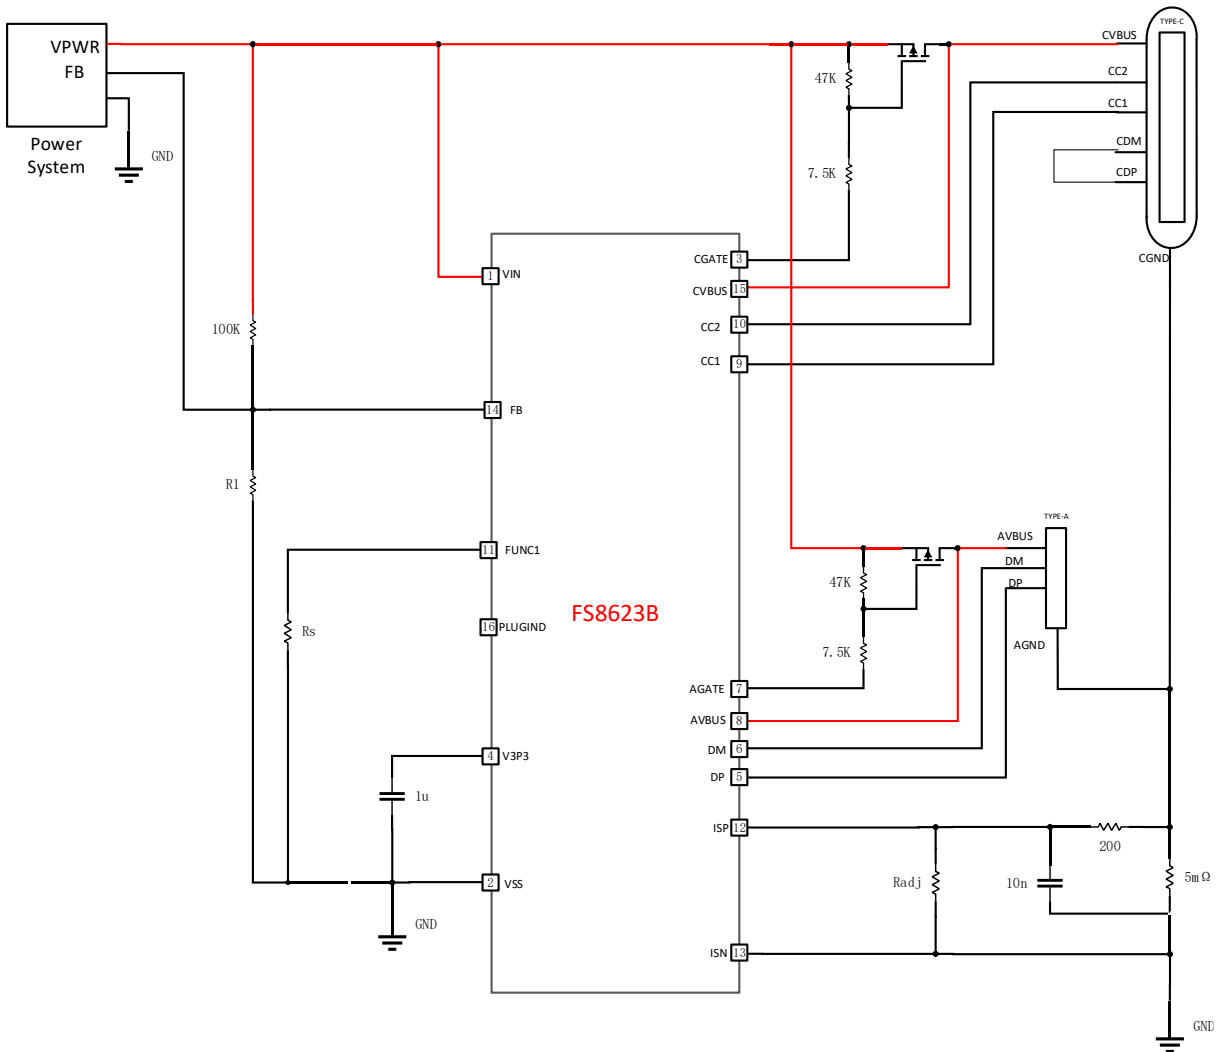 VPWR
FB
Power
System
GND
TYPE-C
CVBUS
CC2
CC1
CDM
CDP
CGND
47K
7.5K
100K
R1
Rs
1u
GND
1
VIN
14
FB
11
FUNC1
16
PLUGIND
4
V3P3
2
VSS
FS8623B
CGATE
3
CVBUS
15
CC2
10
CC1
9
AGATE
7
AVBUS
8
DM
6
DP
5
ISP
12
ISN
13
TYPE-A
AVBUS
DM
DP
AGND
47K
7.5K
200
Radj
10n
5mΩ
GND